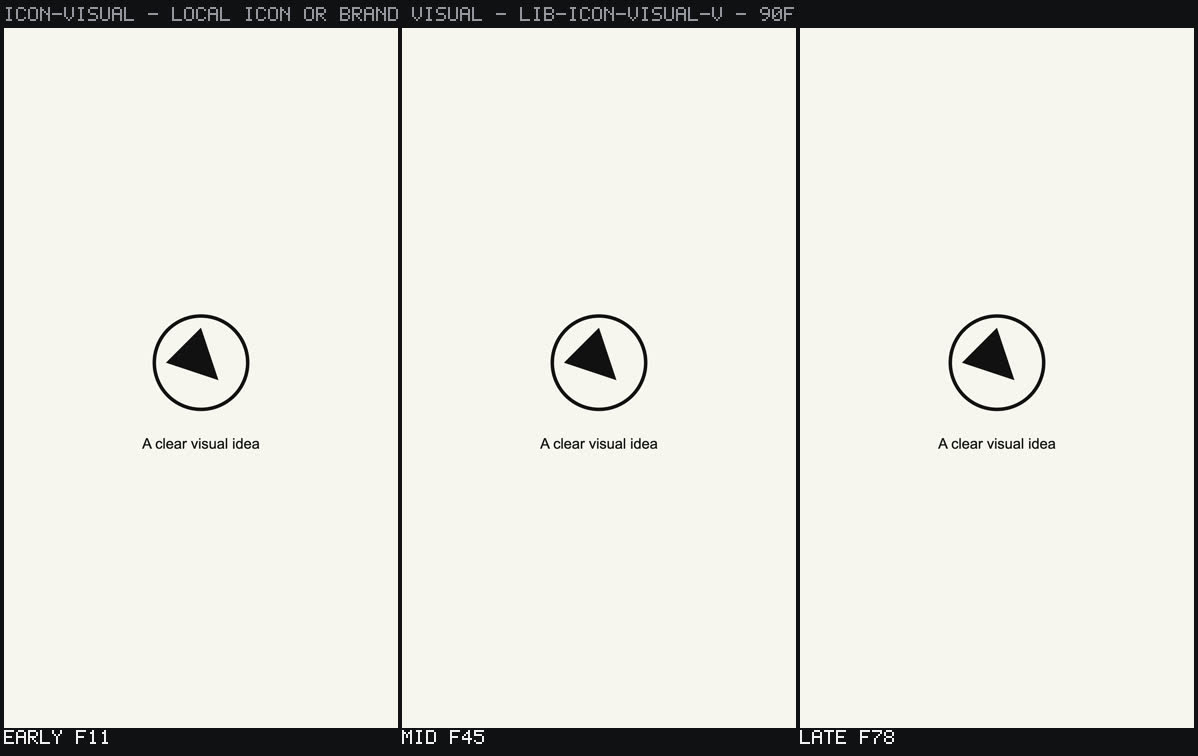 ICON-VISUAL - LOCAL ICON OR BRAND VISUAL - LIB-ICON-VISUAL-V - 90F
A clear visual idea
A clear visual idea
A clear visual idea
EARLY F11
MID F45
LATE F78